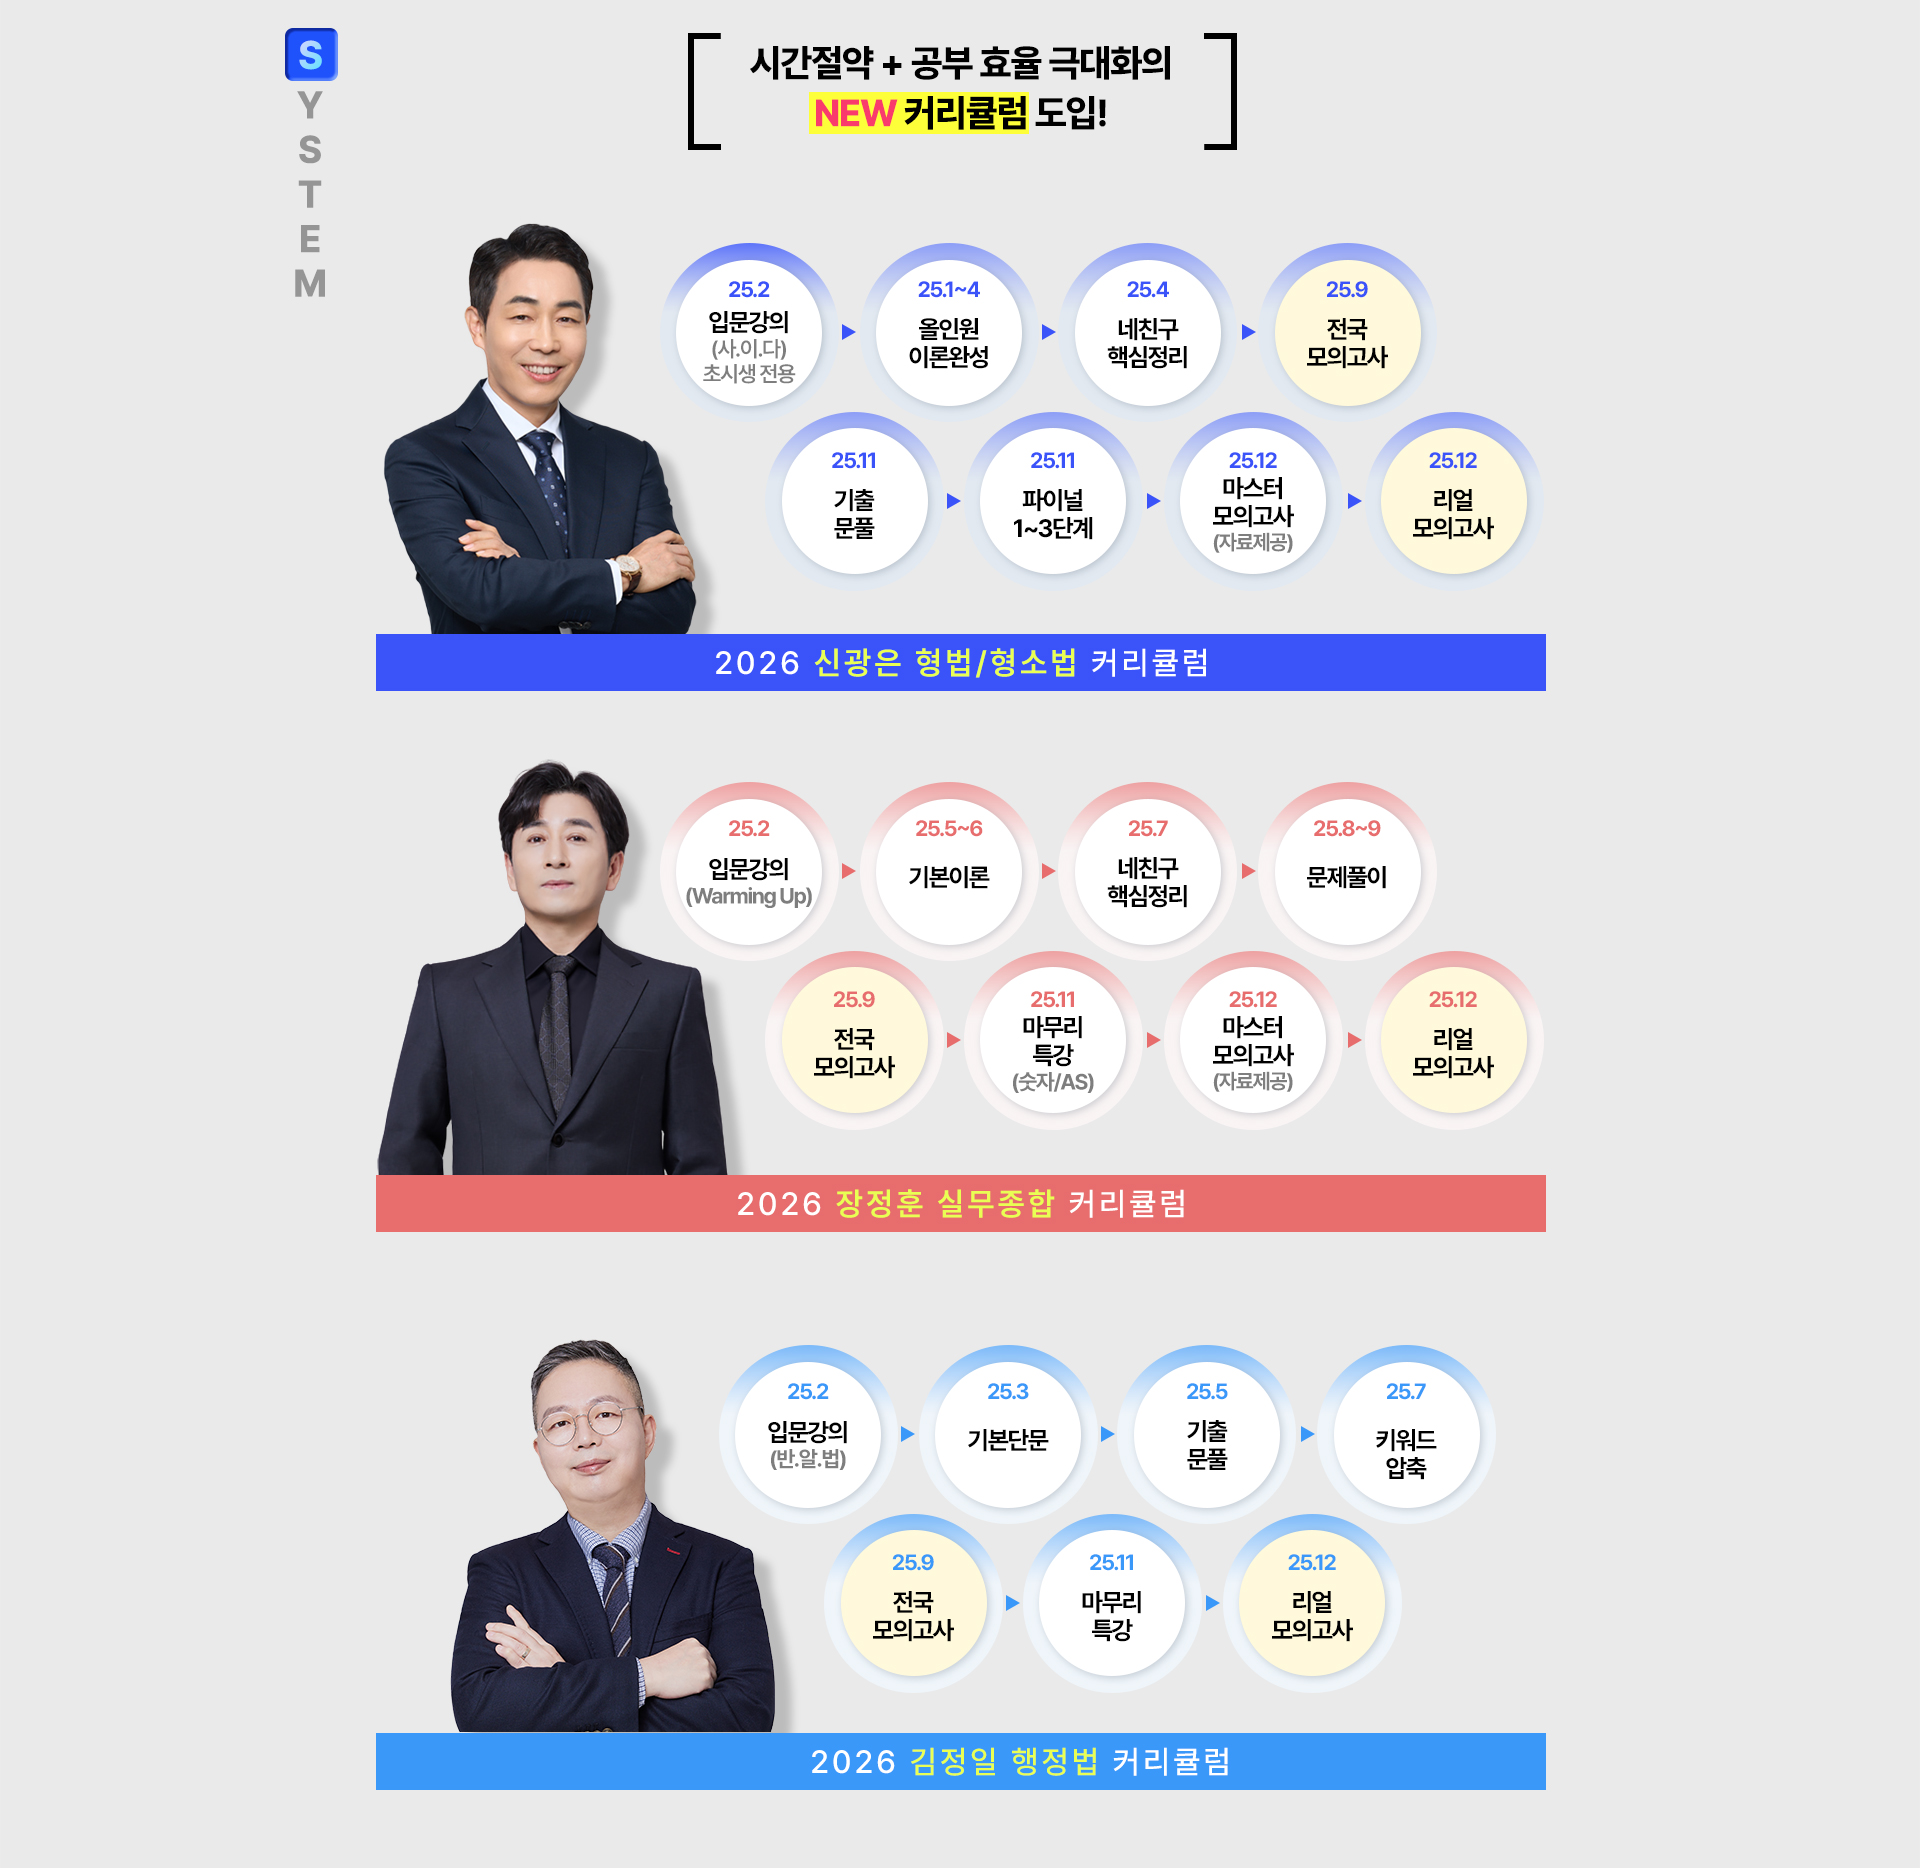 SYSTEM
시간절약 + 공부 효율 극대화의
NEW 커리큘럼 도입!
25.2
입문강의
(사.이.다)
초시생 전용
25.1~4
올인원
이론완성
25.4
네친구
핵심정리
25.9
전국
모의고사
25.11
기출
문풀
25.11
파이널
1~3단계
25.12
마스터
모의고사
(자료제공)
25.12
리얼
모의고사
2026 신광은 형법/형소법 커리큘럼
25.2
입문강의
(Warming Up)
25.5~6
기본이론
25.7
네친구
핵심정리
25.8~9
문제풀이
25.9
전국
모의고사
25.11
마무리
특강
(숫자/AS)
25.12
마스터
모의고사
(자료제공)
25.12
리얼
모의고사
2026 장정훈 실무종합 커리큘럼
25.2
입문강의
(반.알.법)
25.3
기본단문
25.5
기출
문풀
25.7
키워드
압축
25.9
전국
모의고사
25.11
마무리
특강
25.12
리얼
모의고사
2026 김정일 행정법 커리큘럼